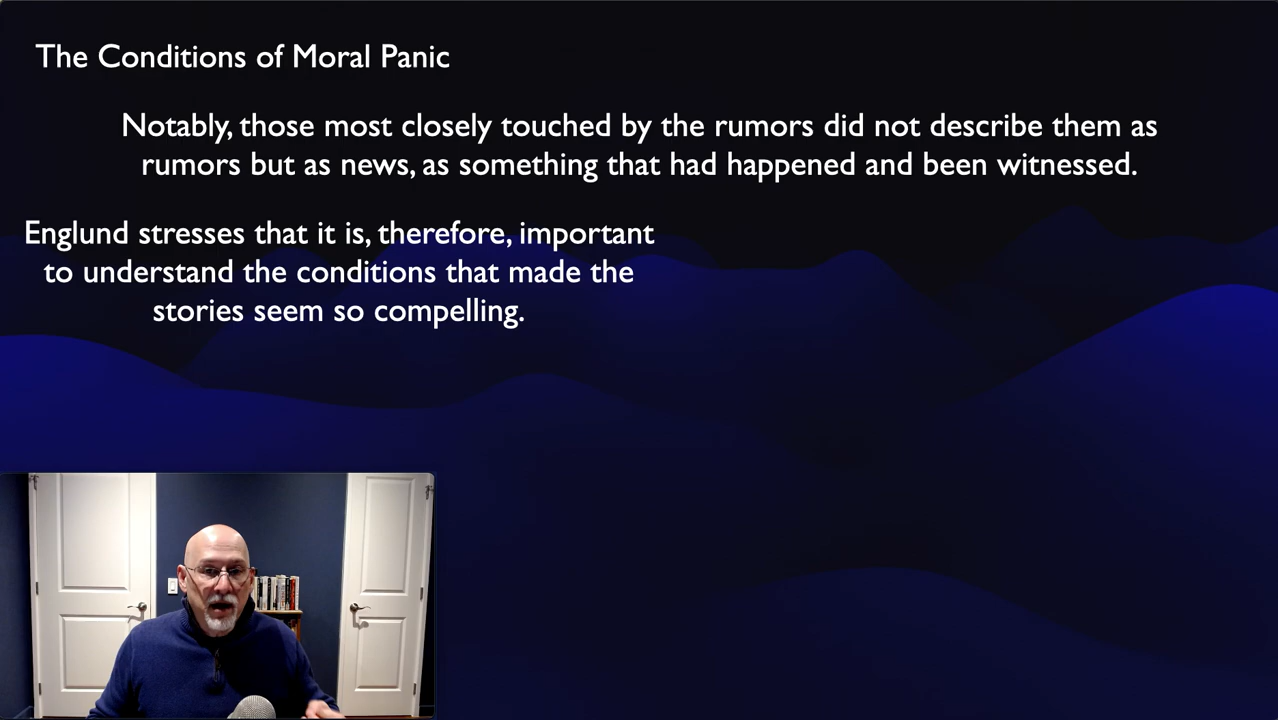 The Conditions of Moral Panic
Notably, those most closely touched by the rumors did not describe them as
rumors but as news, as something that had happened and been witnessed.
Englund stresses that it is, therefore, important
to understand the conditions that made the
stories seem so compelling.